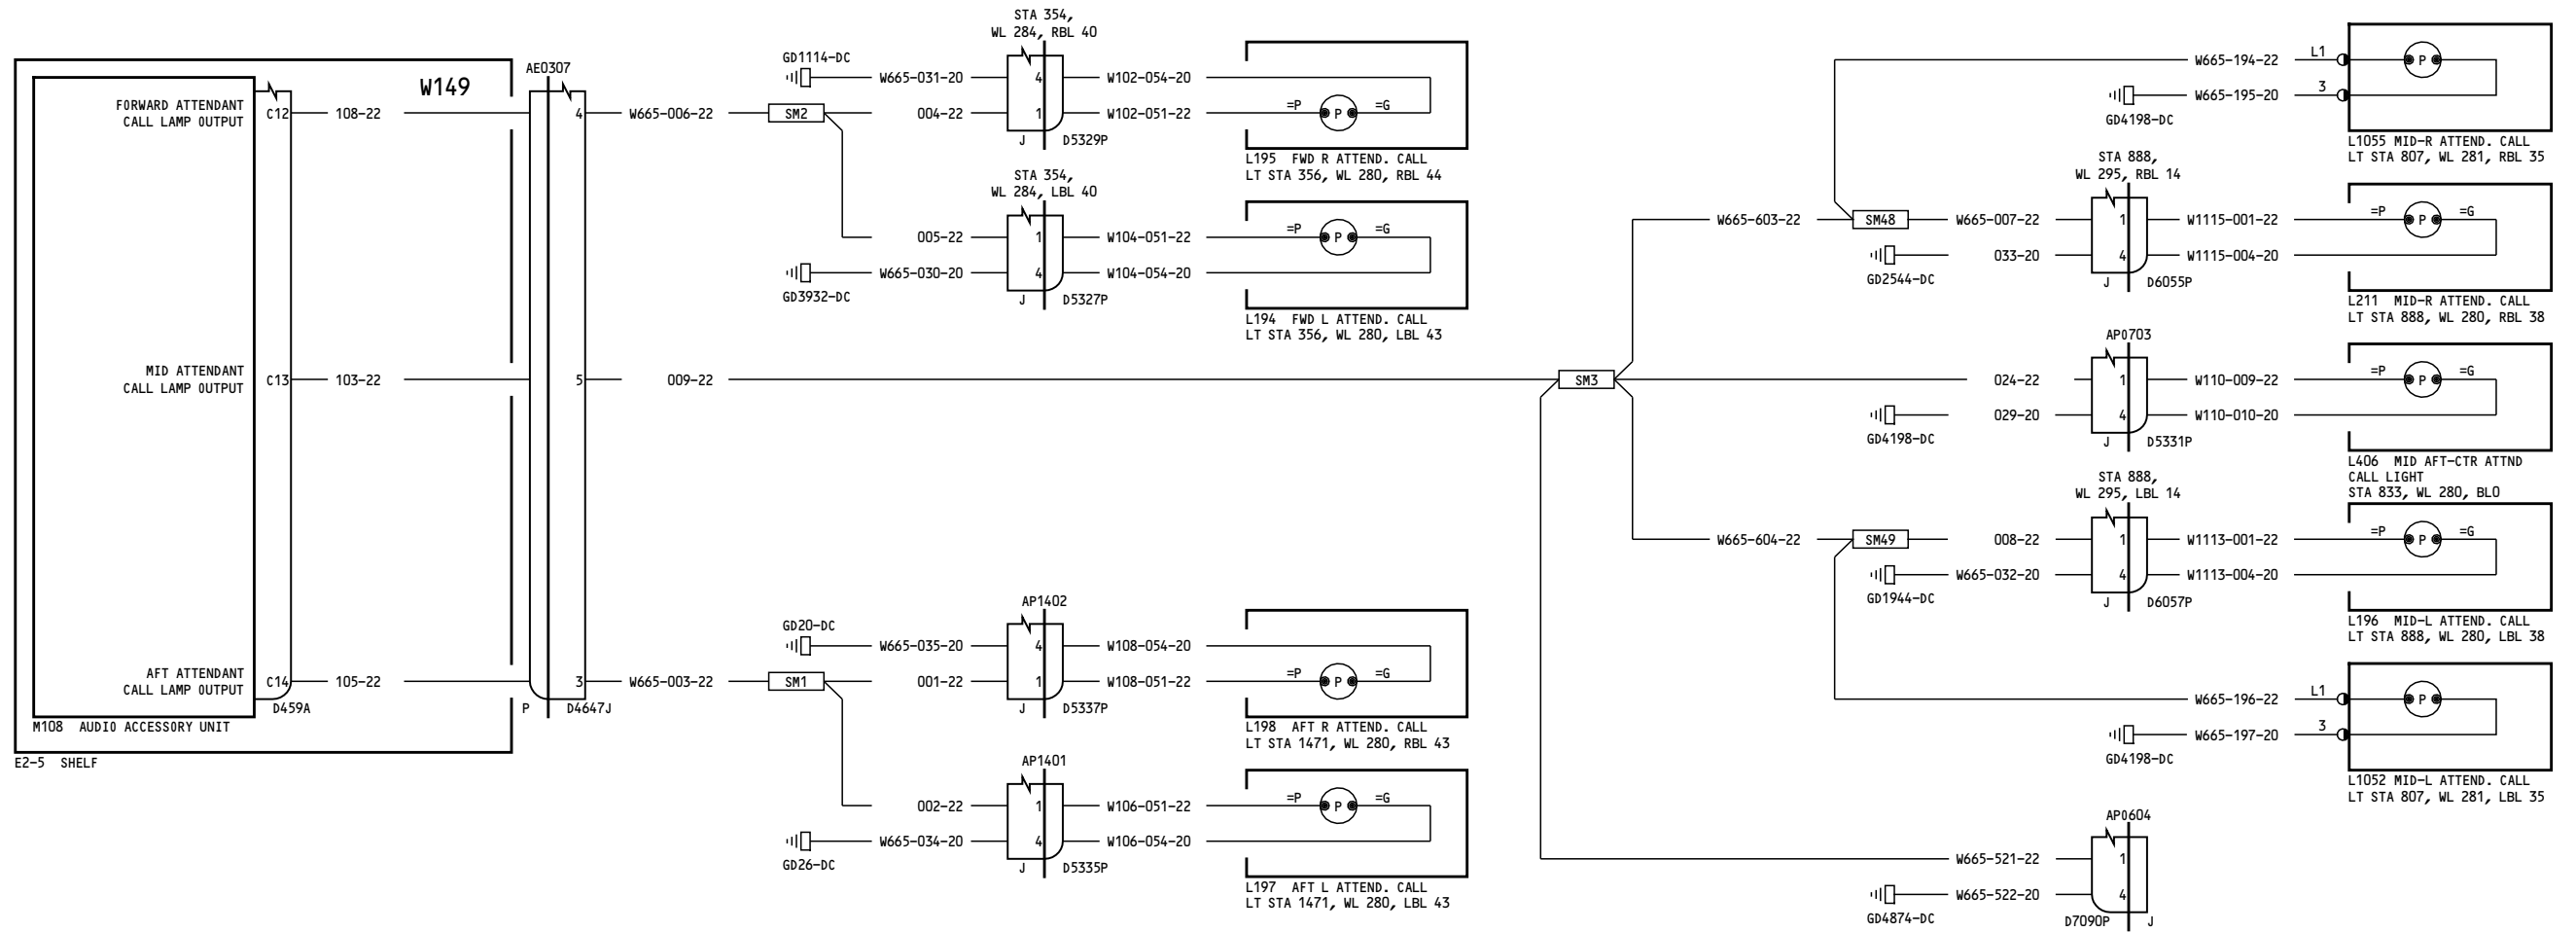 W149
FORWARD ATTENDANT
CALL LAMP OUTPUT
C12
108-22
MID ATTENDANT
CALL LAMP OUTPUT
C13
103-22
AFT ATTENDANT
CALL LAMP OUTPUT
C14
105-22
D459A
M108 AUDIO ACCESSORY UNIT
E2-5 SHELF
AE0307
4
5
3
P
D4647J
W665-006-22
SM2
009-22
W665-003-22
SM1
STA 354,
WL 284, RBL 40
GD1114-DC
W665-031-20
4
W102-054-20
004-22
1
W102-051-22
=P
P
=G
J
D5329P
L195 FWD R ATTEND. CALL
LT STA 356, WL 280, RBL 44
STA 354,
WL 284, LBL 40
005-22
1
W104-051-22
=P
P
=G
W665-030-20
4
W104-054-20
GD3932-DC
J
D5327P
L194 FWD L ATTEND. CALL
LT STA 356, WL 280, LBL 43
AP1402
GD20-DC
W665-035-20
4
W108-054-20
001-22
1
W108-051-22
=P
P
=G
J
D5337P
L198 AFT R ATTEND. CALL
LT STA 1471, WL 280, RBL 43
AP1401
002-22
1
W106-051-22
=P
P
=G
W665-034-20
4
W106-054-20
GD26-DC
J
D5335P
L197 AFT L ATTEND. CALL
LT STA 1471, WL 280, LBL 43
SM3
W665-194-22
L1
P
W665-195-20
3
GD4198-DC
L1055 MID-R ATTEND. CALL
LT STA 807, WL 281, RBL 35
STA 888,
WL 295, RBL 14
W665-603-22
SM48
W665-007-22
1
W1115-001-22
=P
P
=G
033-20
4
W1115-004-20
GD2544-DC
J
D6055P
L211 MID-R ATTEND. CALL
LT STA 888, WL 280, RBL 38
AP0703
024-22
1
W110-009-22
=P
P
=G
029-20
4
W110-010-20
GD4198-DC
J
D5331P
L406 MID AFT-CTR ATTND
CALL LIGHT
STA 833, WL 280, BL0
STA 888,
WL 295, LBL 14
W665-604-22
SM49
008-22
1
W1113-001-22
=P
P
=G
W665-032-20
4
W1113-004-20
GD1944-DC
J
D6057P
L196 MID-L ATTEND. CALL
LT STA 888, WL 280, LBL 38
W665-196-22
L1
P
W665-197-20
3
GD4198-DC
L1052 MID-L ATTEND. CALL
LT STA 807, WL 281, LBL 35
AP0604
W665-521-22
1
W665-522-20
4
GD4874-DC
D7090P
J